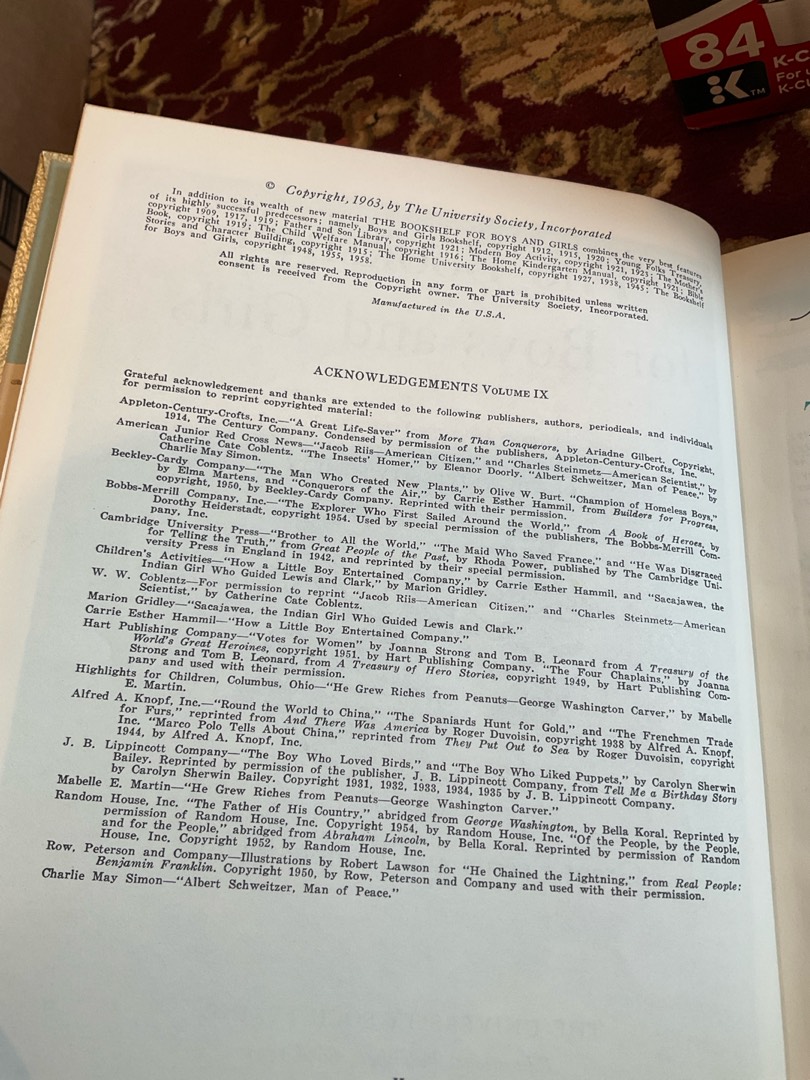 84
K
TM
K-C
For u
K-CU
© Copyright, 1963, by The University Society, Incorporated
In addition to its wealth of new material THE BOOKSHELF FOR BOYS AND GIRLS combines the very best features
of its highly successful predecessors; namely, Boys and Girls Bookshelf, copyright 1912, 1915, 1920; Young Folks Treasury,
copyright 1909, 1917, 1919; Father and Son Library, copyright 1921; Modern Boy Activity, copyright 1921, 1923; The Mother's
Book, copyright 1919; The Child Welfare Manual, copyright 1916; The Home Kindergarten Manual, copyright 1921; Bible
Stories and Character Building, copyright 1915; The Home University Bookshelf, copyright 1927, 1938, 1945; The Bookshelf
for Boys and Girls, copyright 1948, 1955, 1958.
All rights are reserved. Reproduction in any form or part is prohibited unless written
consent is received from the Copyright owner. The University Society, Incorporated.
Manufactured in the U.S.A.
ACKNOWLEDGEMENTS VOLUME IX
Grateful acknowledgement and thanks are extended to the following publishers, authors, periodicals, and individuals
for permission to reprint copyrighted material:
Appleton-Century-Crofts, Inc.—"A Great Life-Saver" from More Than Conquerors, by Ariadne Gilbert, Copyright,
1914, The Century Company. Condensed by permission of the publishers, Appleton-Century-Crofts, Inc.
American Junior Red Cross News—"Jacob Riis—American Citizen," and "Charles Steinmetz—American Scientist," by
Catherine Cate Coblentz. "The Insects' Homer," by Eleanor Doorly. "Albert Schweitzer, Man of Peace," by
Charlie May Simon.
Beckley-Cardy Company—"The Man Who Created New Plants," by Olive W. Burt. "Champion of Homeless Boys,"
by Elma Martens, and "Conquerors of the Air," by Carrie Esther Hammil, from Builders for Progress,
copyright, 1950, by Beckley-Cardy Company. Reprinted with their permission.
Bobbs-Merrill Company, Inc.—"The Explorer Who First Sailed Around the World," from A Book of Heroes, by
Dorothy Heiderstadt, copyright 1954. Used by special permission of the publishers, The Bobbs-Merrill Com-
pany, Inc.
Cambridge University Press—"Brother to All the World," "The Maid Who Saved France," and "He Was Disgraced
for Telling the Truth," from Great People of the Past, by Rhoda Power, published by The Cambridge Uni-
versity Press in England in 1942, and reprinted by their special permission.
Children's Activities—"How a Little Boy Entertained Company," by Carrie Esther Hammil, and "Sacajawea, the
Indian Girl Who Guided Lewis and Clark," by Marion Gridley.
W. W. Coblentz—For permission to reprint "Jacob Riis—American Citizen," and "Charles Steinmetz—American
Scientist," by Catherine Cate Coblentz.
Marion Gridley—"Sacajawea, the Indian Girl Who Guided Lewis and Clark."
Carrie Esther Hammil—"How a Little Boy Entertained Company."
Hart Publishing Company—"Votes for Women" by Joanna Strong and Tom B. Leonard from A Treasury of the
World's Great Heroines, copyright 1951, by Hart Publishing Company. "The Four Chaplains," by Joanna
Strong and Tom B. Leonard, from A Treasury of Hero Stories, copyright 1949, by Hart Publishing Com-
pany and used with their permission.
Highlights for Children, Columbus, Ohio—"He Grew Riches from Peanuts—George Washington Carver," by Mabelle
E. Martin.
Alfred A. Knopf, Inc.—"Round the World to China," "The Spaniards Hunt for Gold," and "The Frenchmen Trade
for Furs," reprinted from And There Was America by Roger Duvoisin, copyright 1938 by Alfred A. Knopf,
Inc. "Marco Polo Tells About China," reprinted from They Put Out to Sea by Roger Duvoisin, copyright
1944, by Alfred A. Knopf, Inc.
J. B. Lippincott Company—"The Boy Who Loved Birds," and "The Boy Who Liked Puppets," by Carolyn Sherwin
Bailey. Reprinted by permission of the publisher, J. B. Lippincott Company, from Tell Me a Birthday Story
by Carolyn Sherwin Bailey. Copyright 1931, 1932, 1933, 1934, 1935 by J. B. Lippincott Company.
Mabelle E. Martin—"He Grew Riches from Peanuts—George Washington Carver."
Random House, Inc. "The Father of His Country," abridged from George Washington, by Bella Koral. Reprinted by
permission of Random House, Inc. Copyright 1954, by Random House, Inc. "Of the People, by the People,
and for the People," abridged from Abraham Lincoln, by Bella Koral. Reprinted by permission of Random
House, Inc. Copyright 1952, by Random House, Inc.
Row, Peterson and Company—Illustrations by Robert Lawson for "He Chained the Lightning," from Real People:
Benjamin Franklin. Copyright 1950, by Row, Peterson and Company and used with their permission.
Charlie May Simon—"Albert Schweitzer, Man of Peace."